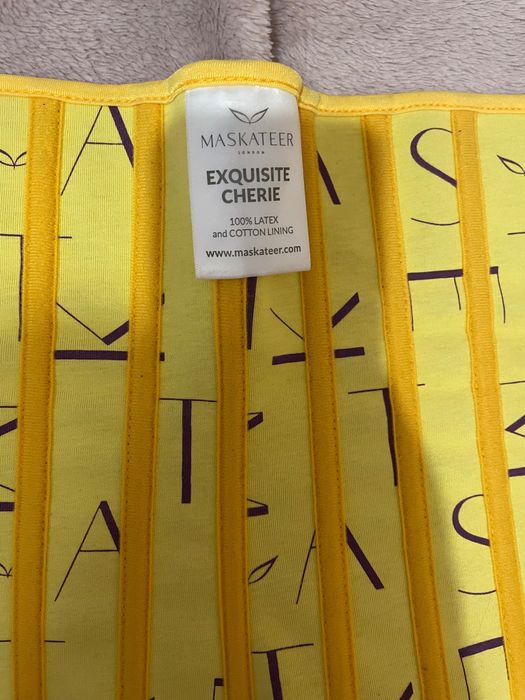 MASKATEER
LONDON
EXQUISITE
CHERIE
100% LATEX
and COTTON LINING
www.maskateer.com
A
S
T
A
A
S